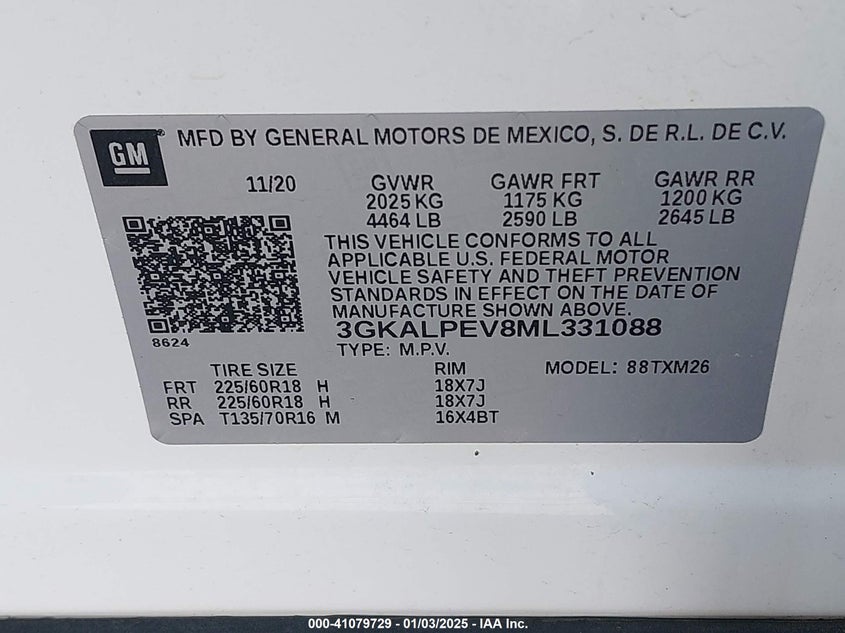 GM
MFD BY GENERAL MOTORS DE MEXICO, S. DE R.L. DE C.V.
11/20 GVWR GAWR FRT GAWR RR
2025 KG 1175 KG 1200 KG
4464 LB 2590 LB 2645 LB
THIS VEHICLE CONFORMS TO ALL
APPLICABLE U.S. FEDERAL MOTOR
VEHICLE SAFETY AND THEFT PREVENTION
STANDARDS IN EFFECT ON THE DATE OF
MANUFACTURE SHOWN ABOVE.
3GKALPEV8ML331088
8624
TYPE: M.P.V.
TIRE SIZE RIM MODEL: 88TXM26
FRT 225/60R18 H 18X7J
RR 225/60R18 H 18X7J
SPA T135/70R16 M 16X4BT
000-41079729 - 01/03/2025 - IAA Inc.